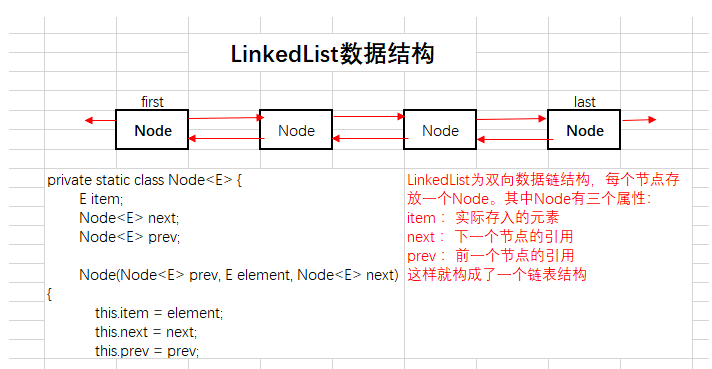 LinkedList数据结构
first
last
Node
Node
Node
Node
private static class Node<E> {
E item;
Node<E> next;
Node<E> prev;
Node(Node<E> prev, E element, Node<E> next)
{
this.item = element;
this.next = next;
this.prev = prev;
LinkedList为双向数据链结构，每个节点存
放一个Node。其中Node有三个属性：
item： 实际存入的元素
next： 下一个节点的引用
prev： 前一个节点的引用
这样就构成了一个链表结构